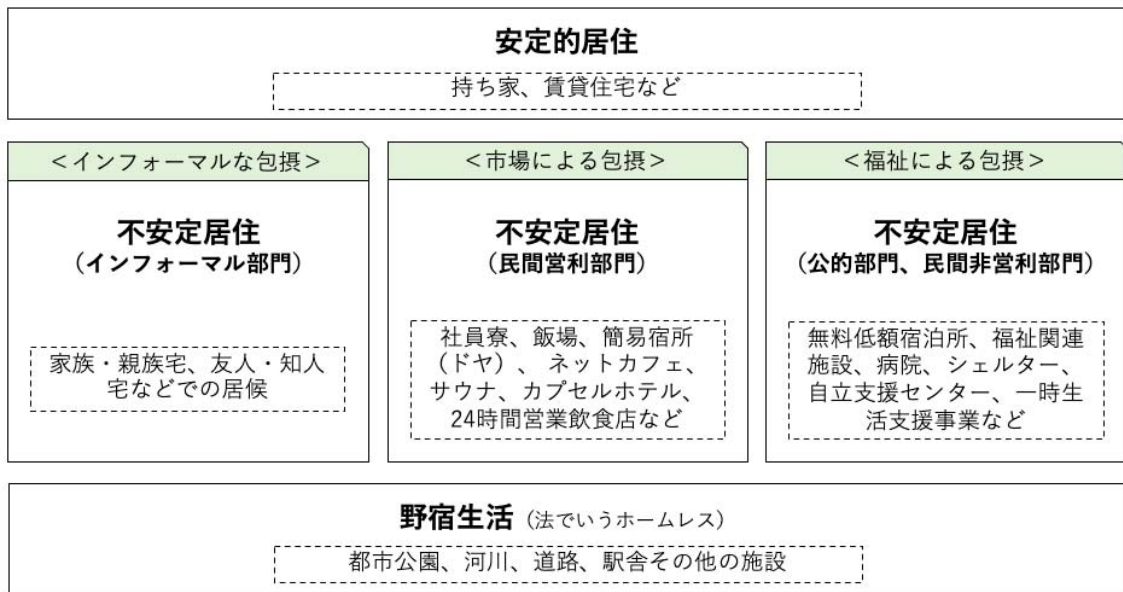 安定的居住
持ち家、賃貸住宅など
＜インフォーマルな包摂＞
不安定居住
（インフォーマル部門）
家族・親族宅、友人・知人
宅などでの居候
＜市場による包摂＞
不安定居住
（民間営利部門）
社員寮、飯場、簡易宿所
（ドヤ）、ネットカフェ、
サウナ、カプセルホテル、
24時間営業飲食店など
＜福祉による包摂＞
不安定居住
（公的部門、民間非営利部門）
無料低額宿泊所、福祉関連
施設、病院、シェルター、
自立支援センター、一時生
活支援事業など
野宿生活（法でいうホームレス）
都市公園、河川、道路、駅舎その他の施設